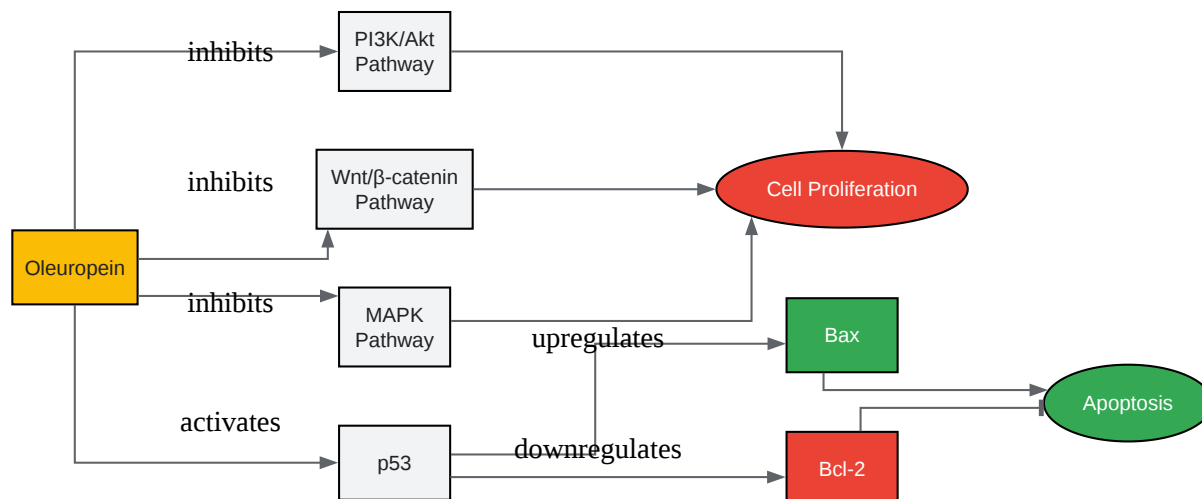 inhibits
PI3K/Akt
Pathway
inhibits
Wnt/β-catenin
Pathway
Cell Proliferation
Oleuropein
inhibits
MAPK
Pathway
upregulates
Bax
Apoptosis
activates
p53
downregulates
Bcl-2